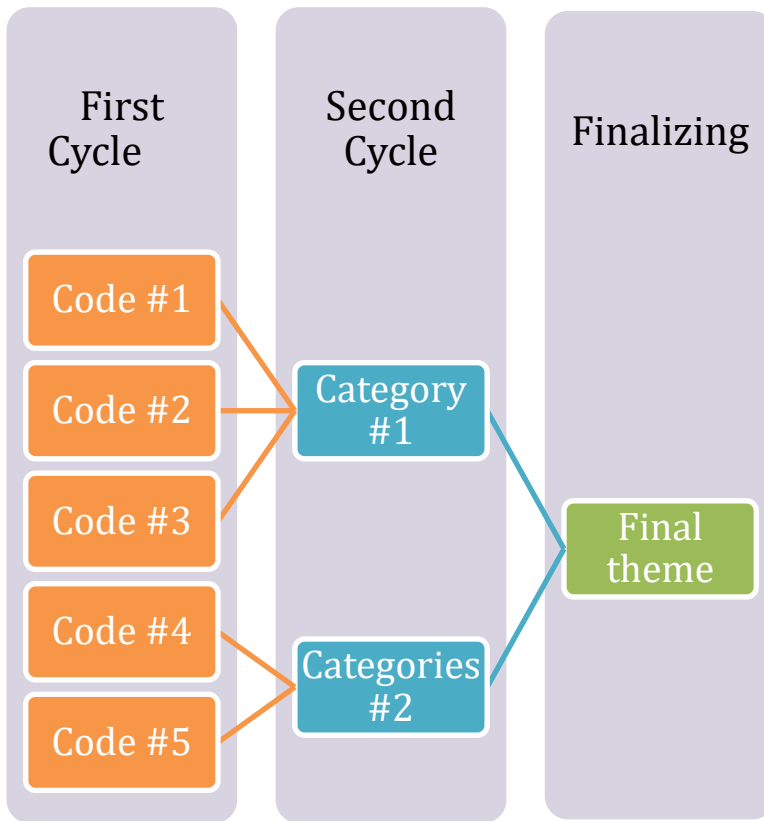 First
Cycle
Second
Cycle
Finalizing
Code #1
Code #2
Code #3
Code #4
Code #5
Category
#1
Categories
#2
Final
theme